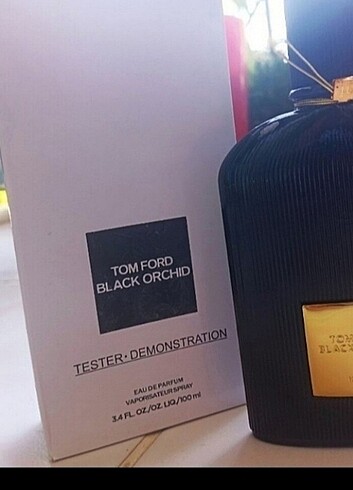 TOM FORD
BLACK ORCHID
TESTER • DEMONSTRATION
EAU DE PARFUM
VAPORISATEUR SPRAY
3.4 FL. OZ./OZ. LIQ/100 ml
TOM
BLACK